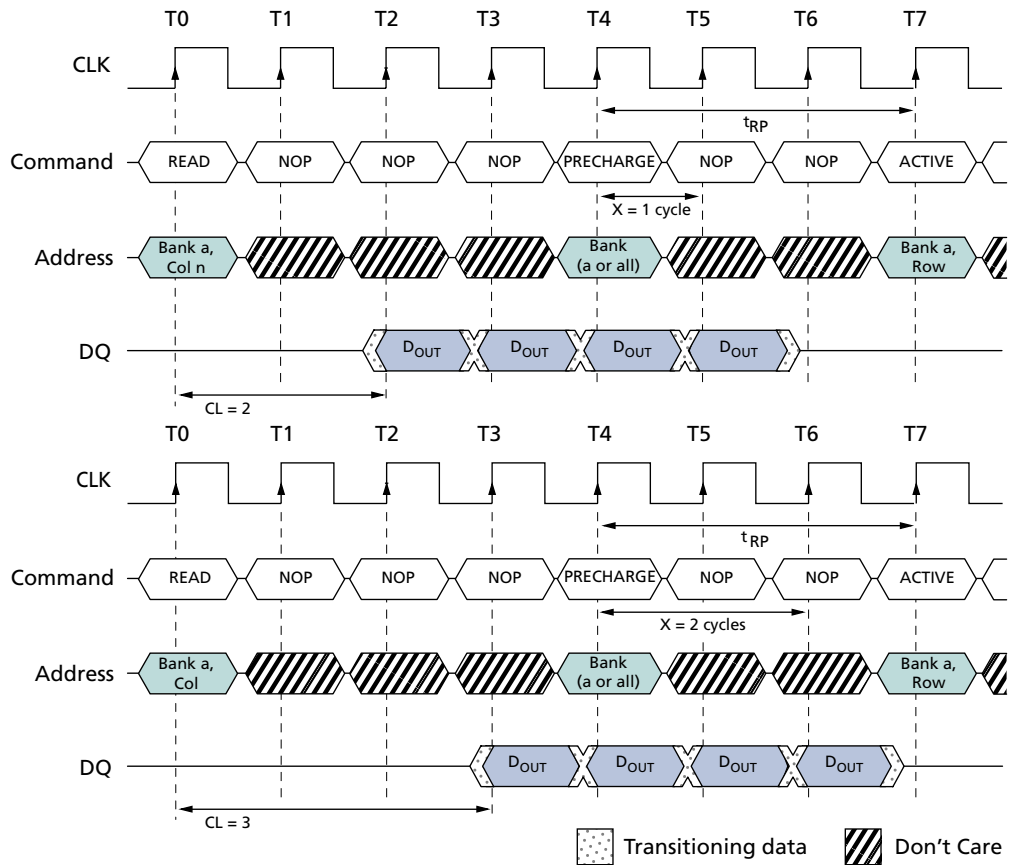 T0 T1 T2 T3 T4 T5 T6 T7
CLK
tRP
Command READ NOP NOP NOP PRECHARGE NOP NOP ACTIVE
X = 1 cycle
Address Bank a, Col n Bank (a or all) Bank a, Row
DQ DOUT DOUT DOUT DOUT
CL = 2
T0 T1 T2 T3 T4 T5 T6 T7
CLK
tRP
Command READ NOP NOP NOP PRECHARGE NOP NOP ACTIVE
X = 2 cycles
Address Bank a, Col Bank (a or all) Bank a, Row
DQ DOUT DOUT DOUT DOUT
CL = 3
Transitioning data Don't Care